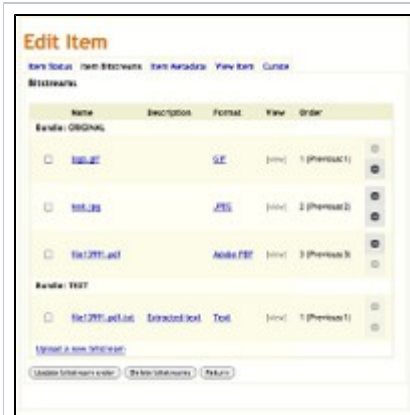 Edit Item
Item Status Item Bitstreams Item Metadata View Item Curate
Bitstreams
Name Description Format View Order
Bundle: ORIGINAL
logo.gif GIF [view] 1 (Previous:1)
test.jpg JPEG [view] 2 (Previous:2)
Adobe PDF [view] 3 (Previous:3)
Bundle: TEXT
Extracted text Text [view] 1 (Previous:1)
Upload a new bitstream
Update bitstream order Delete bitstreams Return